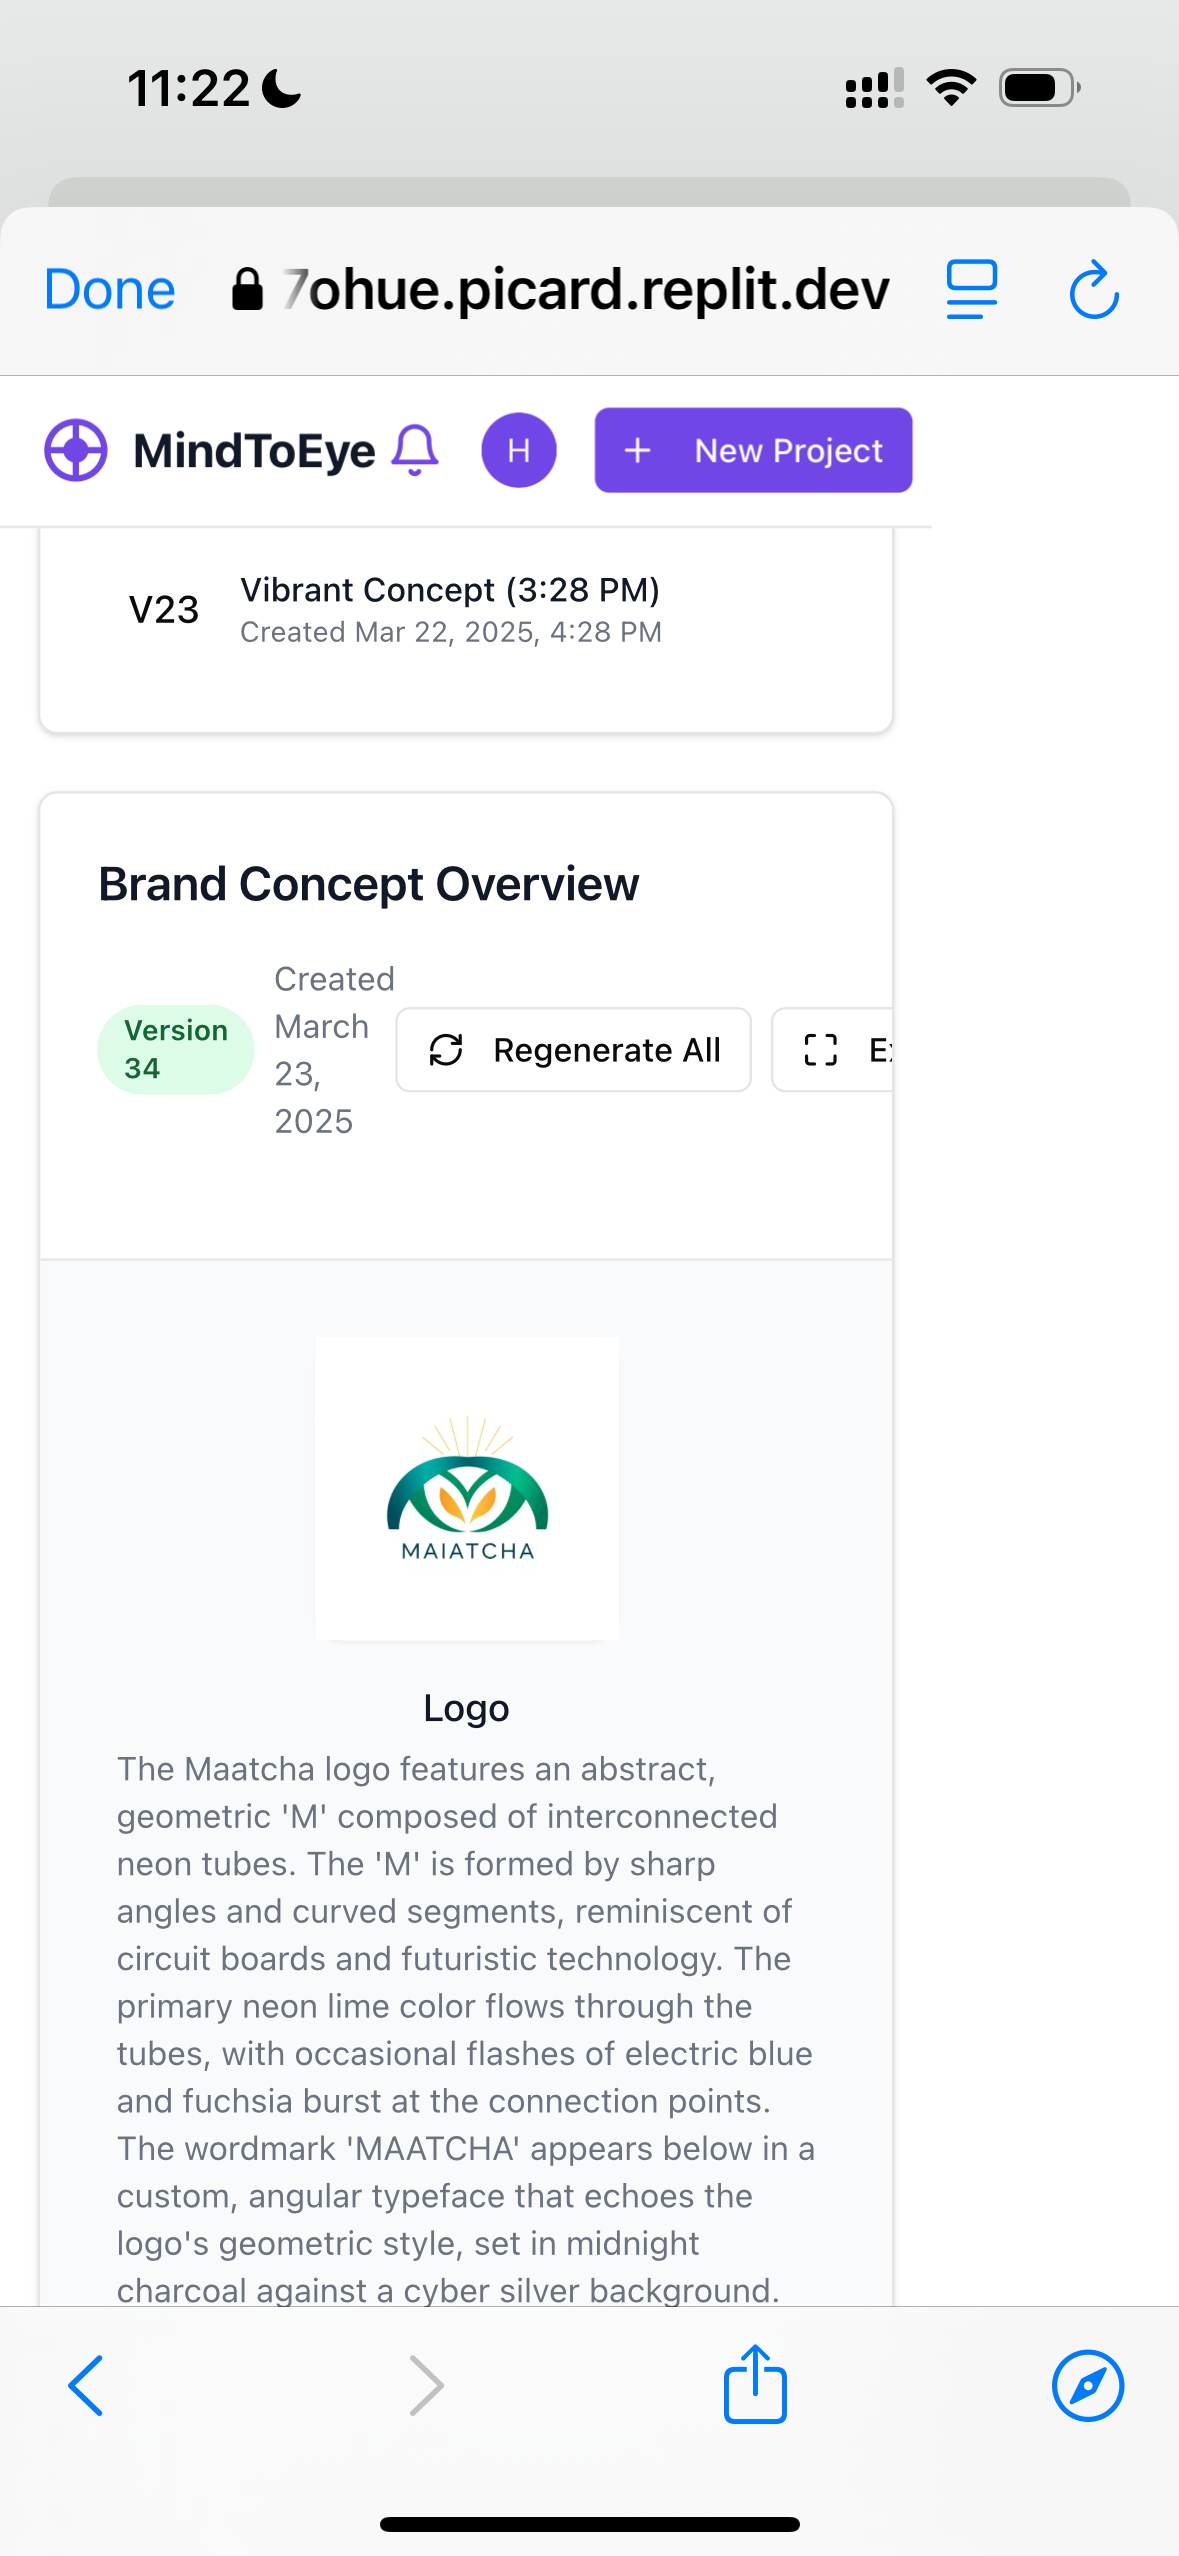 11:22
Done
7ohue.picard.replit.dev
MindToEye
H
+ New Project
V23
Vibrant Concept (3:28 PM)
Created Mar 22, 2025, 4:28 PM
Brand Concept Overview
Version
34
Created
March
23,
2025
Regenerate All
MAIATCHA
Logo
The Maatcha logo features an abstract,
geometric 'M' composed of interconnected
neon tubes. The 'M' is formed by sharp
angles and curved segments, reminiscent of
circuit boards and futuristic technology. The
primary neon lime color flows through the
tubes, with occasional flashes of electric blue
and fuchsia burst at the connection points.
The wordmark 'MAATCHA' appears below in a
custom, angular typeface that echoes the
logo's geometric style, set in midnight
charcoal against a cyber silver background.